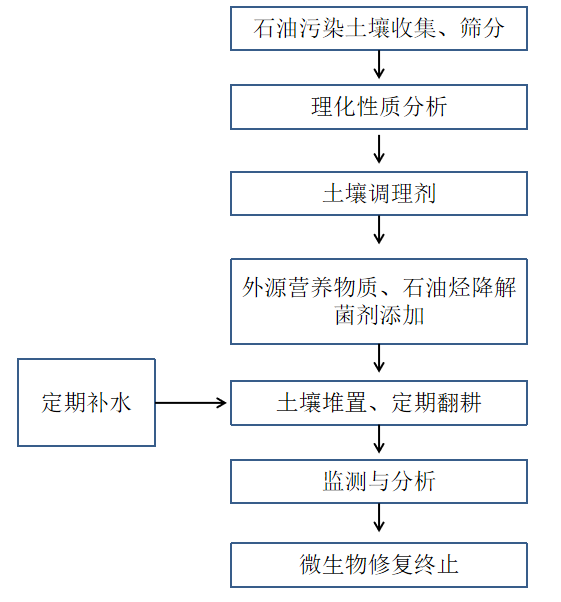 石油污染土壤收集、筛分
理化性质分析
土壤调理剂
外源营养物质、石油烃降解
菌剂添加
定期补水
土壤堆置、定期翻耕
监测与分析
微生物修复终止